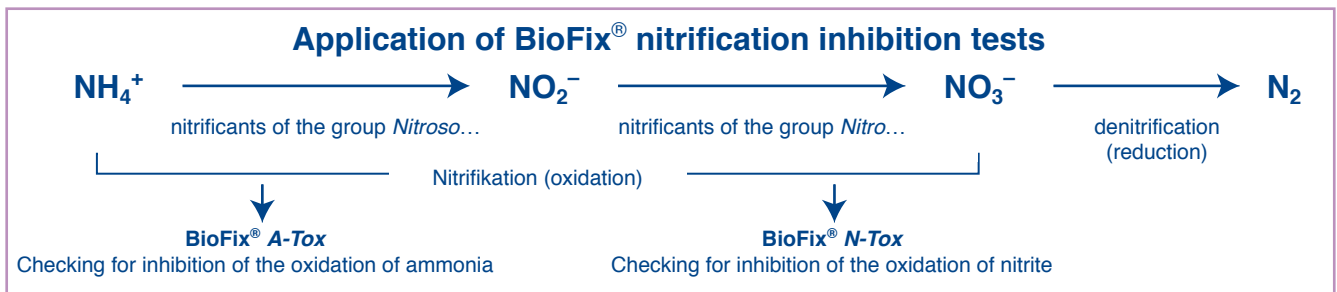 Application of BioFix® nitrification inhibition tests
NH₄⁺ NO₂⁻ NO₃⁻ N₂
nitrificants of the group Nitroso… nitrificants of the group Nitro… denitrification
(reduction)
Nitrifikation (oxidation)
BioFix® A-Tox BioFix® N-Tox
Checking for inhibition of the oxidation of ammonia Checking for inhibition of the oxidation of nitrite